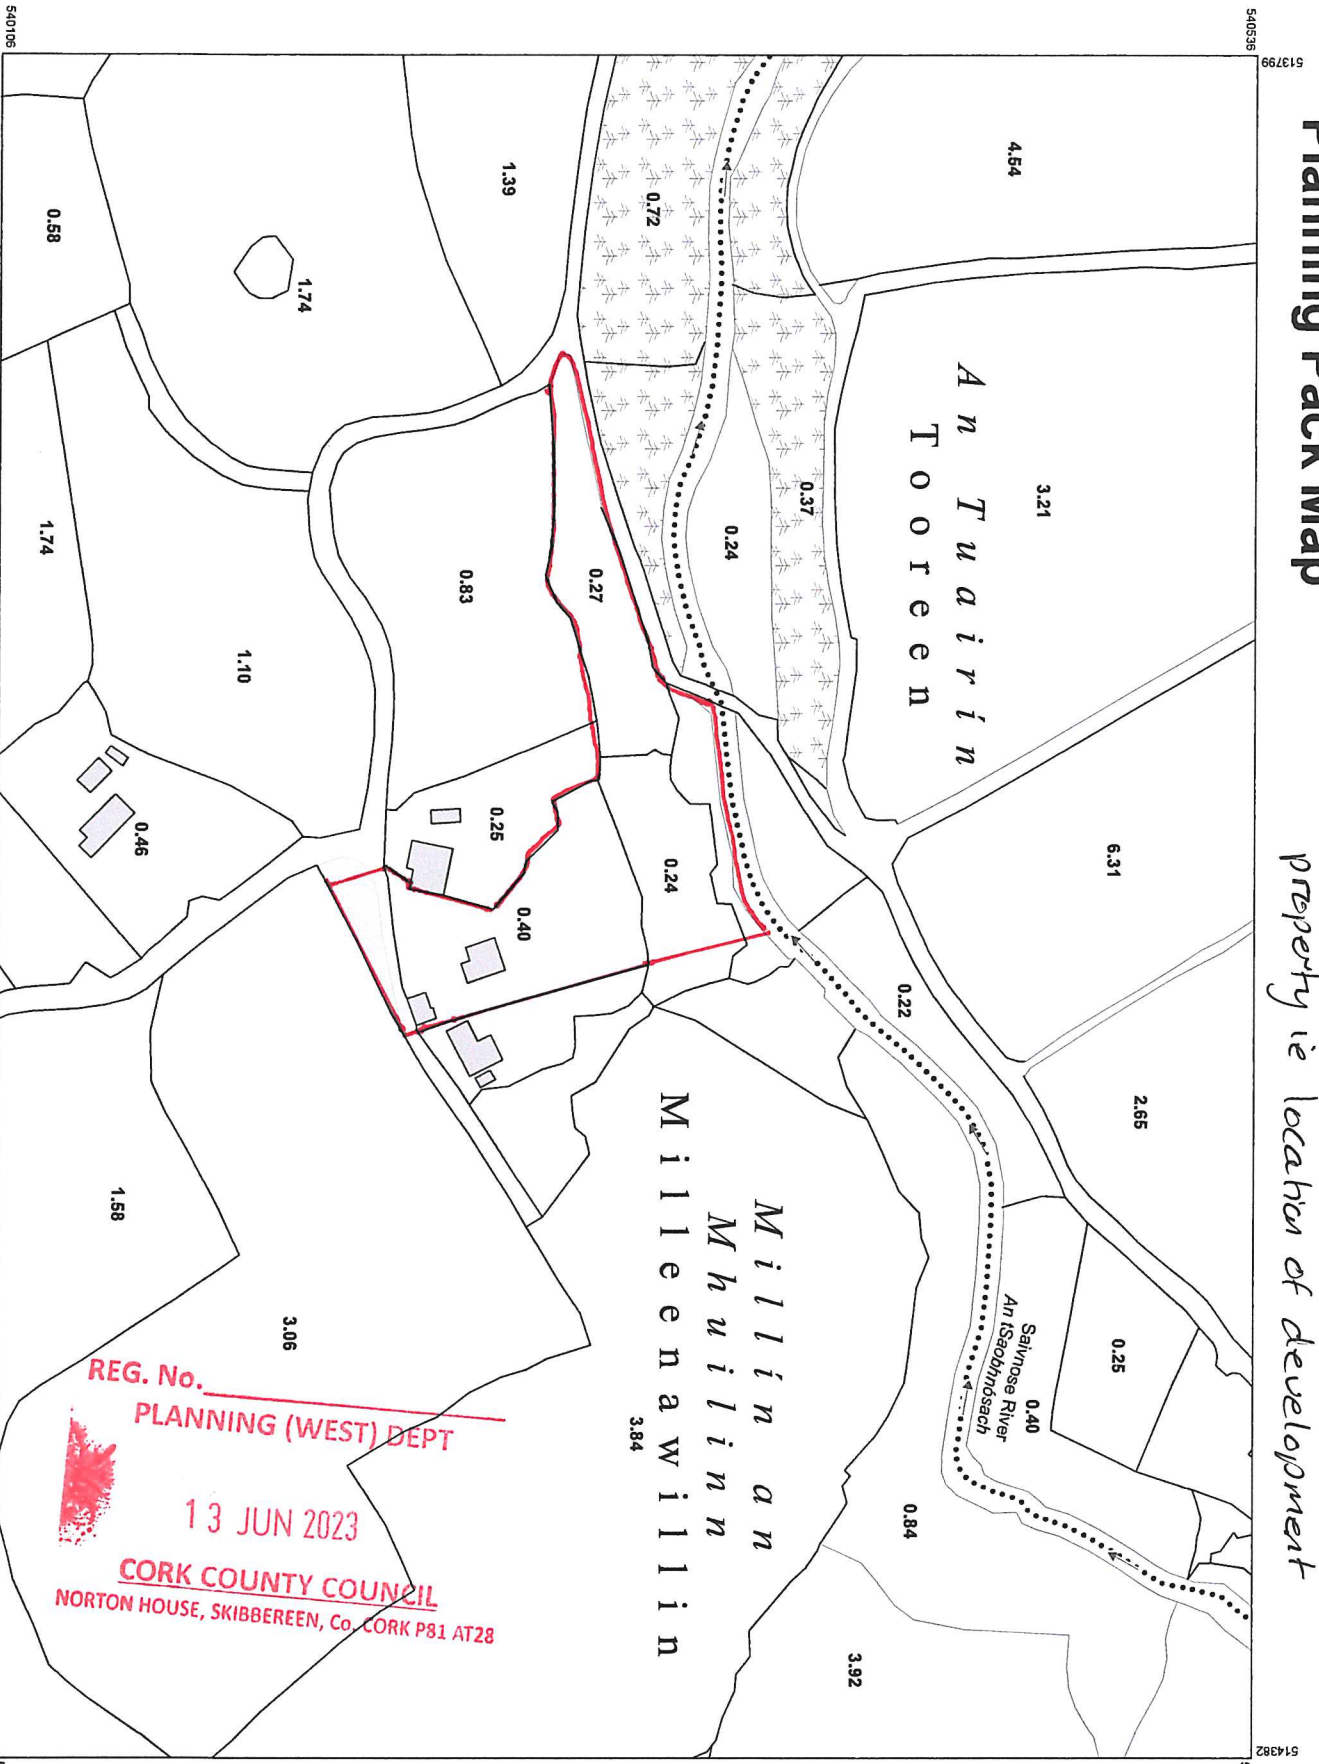 Planning Pack Map
property ie location of development
540106
540536
513799
514382
4.54
1.39
0.72
0.58
1.74
3.21
An Tuairín
Tooreen
0.37
0.24
0.27
0.83
1.74
1.10
6.31
0.25
0.46
0.24
0.40
0.22
2.65
Millín an
Mhuilinn
Milleenawillin
Saivnose River
An tSaobhnósach
0.40
0.25
1.58
3.06
3.84
0.84
3.92
REG. No.
PLANNING (WEST) DEPT
13 JUN 2023
CORK COUNTY COUNCIL
NORTON HOUSE, SKIBBEREEN, Co. CORK P81 AT28